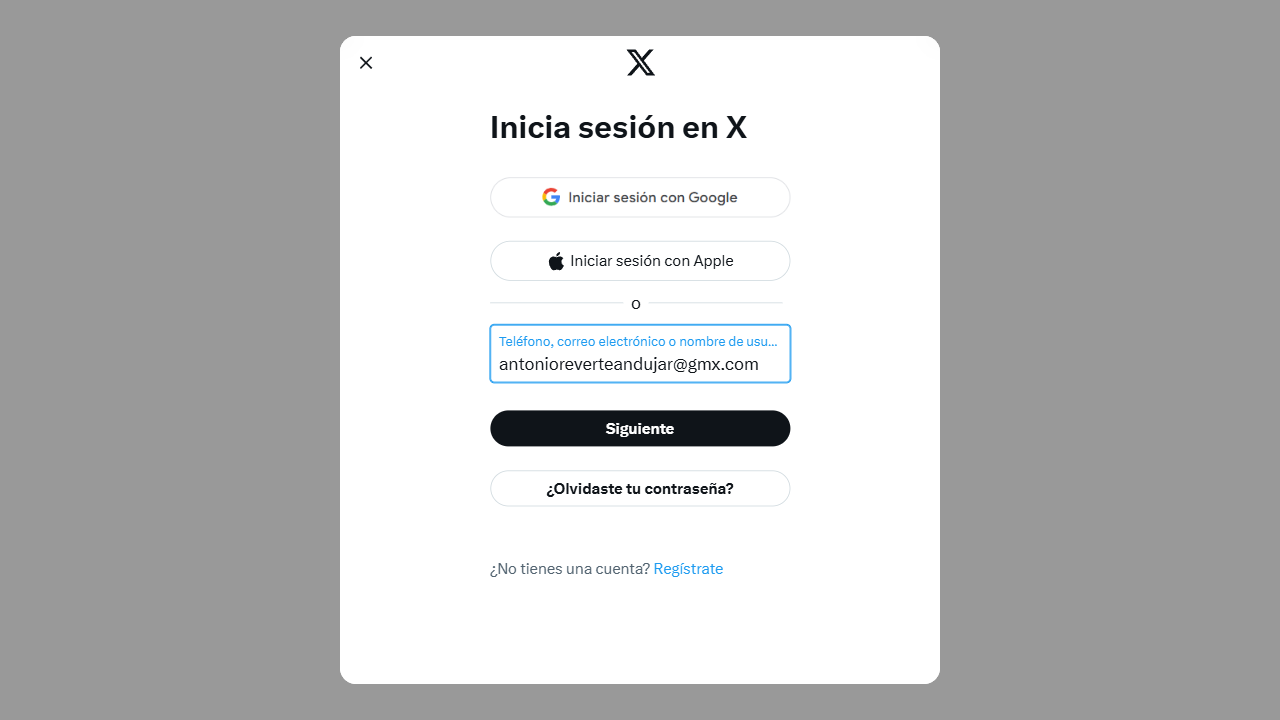 Inicia sesión en X
Iniciar sesión con Google
Iniciar sesión con Apple
o
Teléfono, correo electrónico o nombre de usu...
antonioreverteandujar@gmx.com
Siguiente
¿Olvidaste tu contraseña?
¿No tienes una cuenta? Regístrate